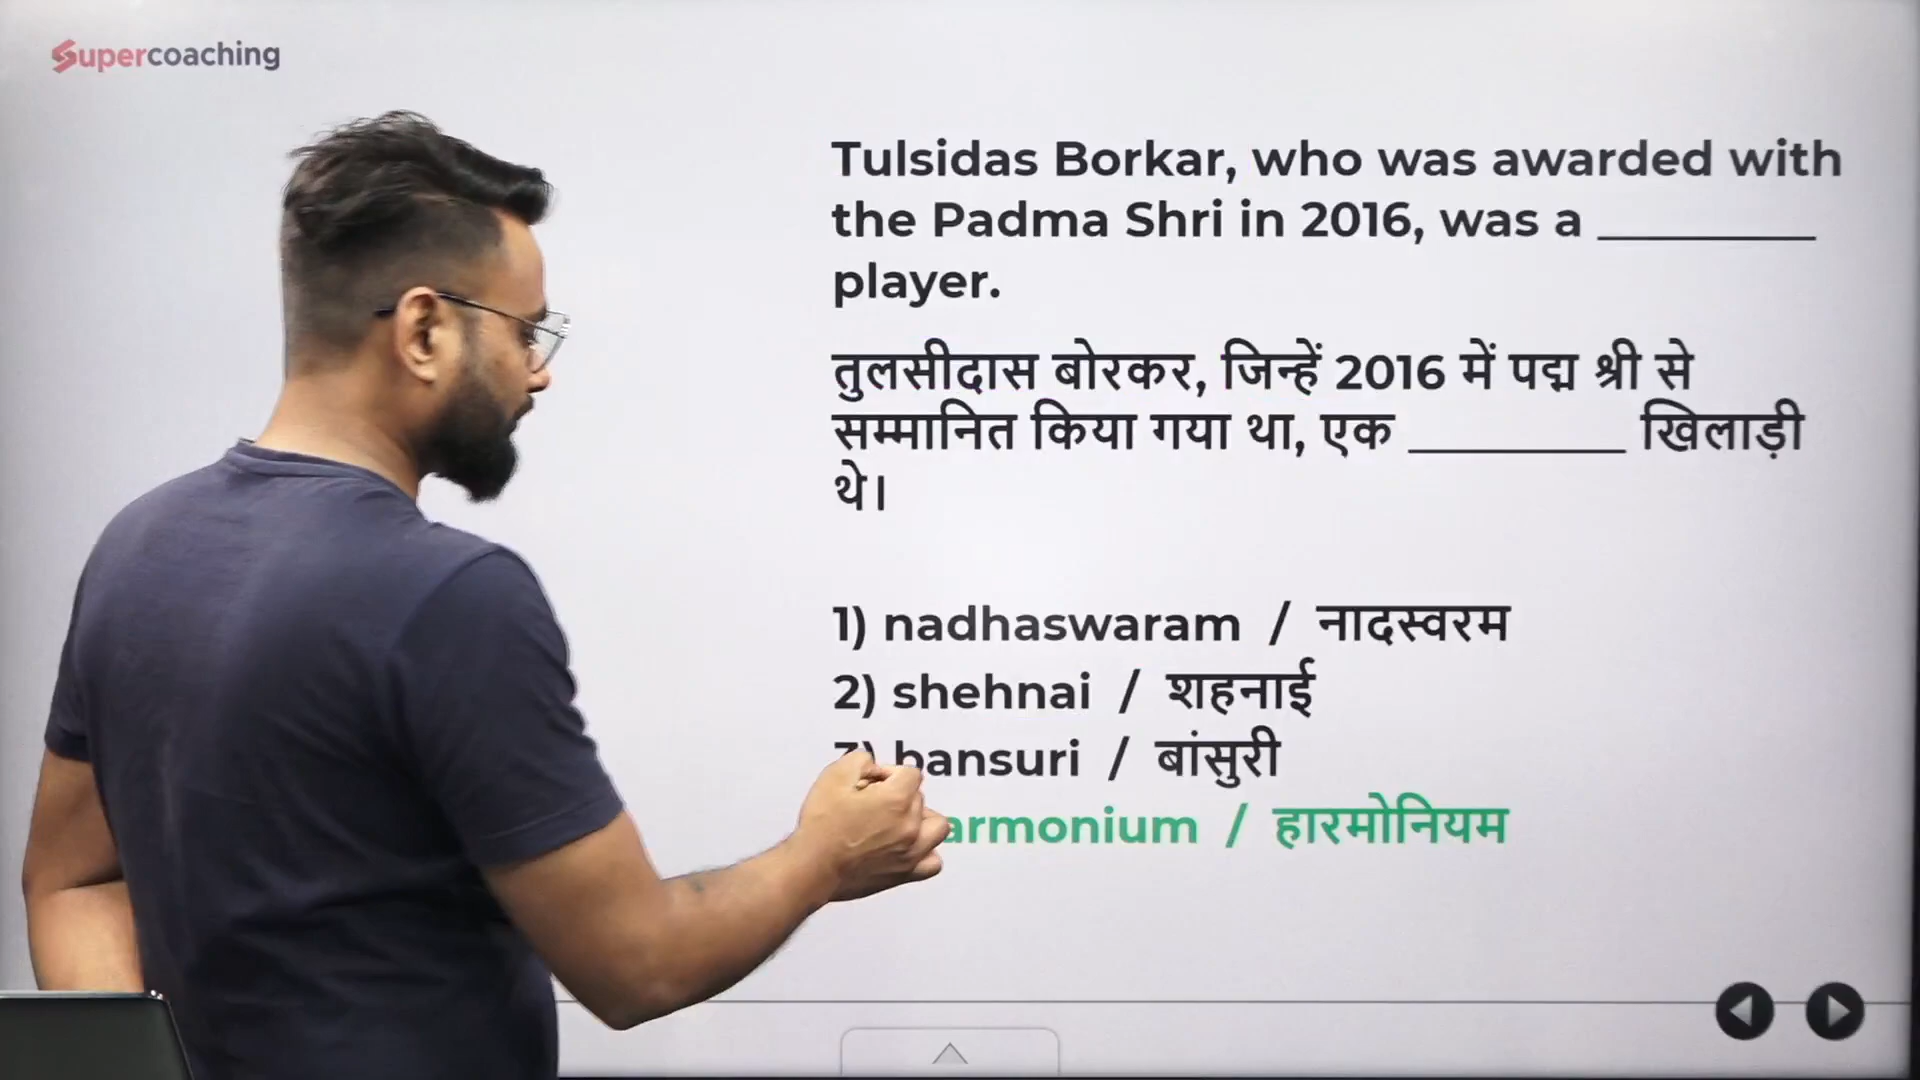 Supercoaching
Tulsidas Borkar, who was awarded with
the Padma Shri in 2016, was a ________
player.
तुलसीदास बोरकर, जिन्हें 2016 में पद्म श्री से
सम्मानित किया गया था, एक ________ खिलाड़ी
थे।
1) nadhaswaram / नादस्वरम
2) shehnai / शहनाई
3) bansuri / बांसुरी
armonium / हारमोनियम